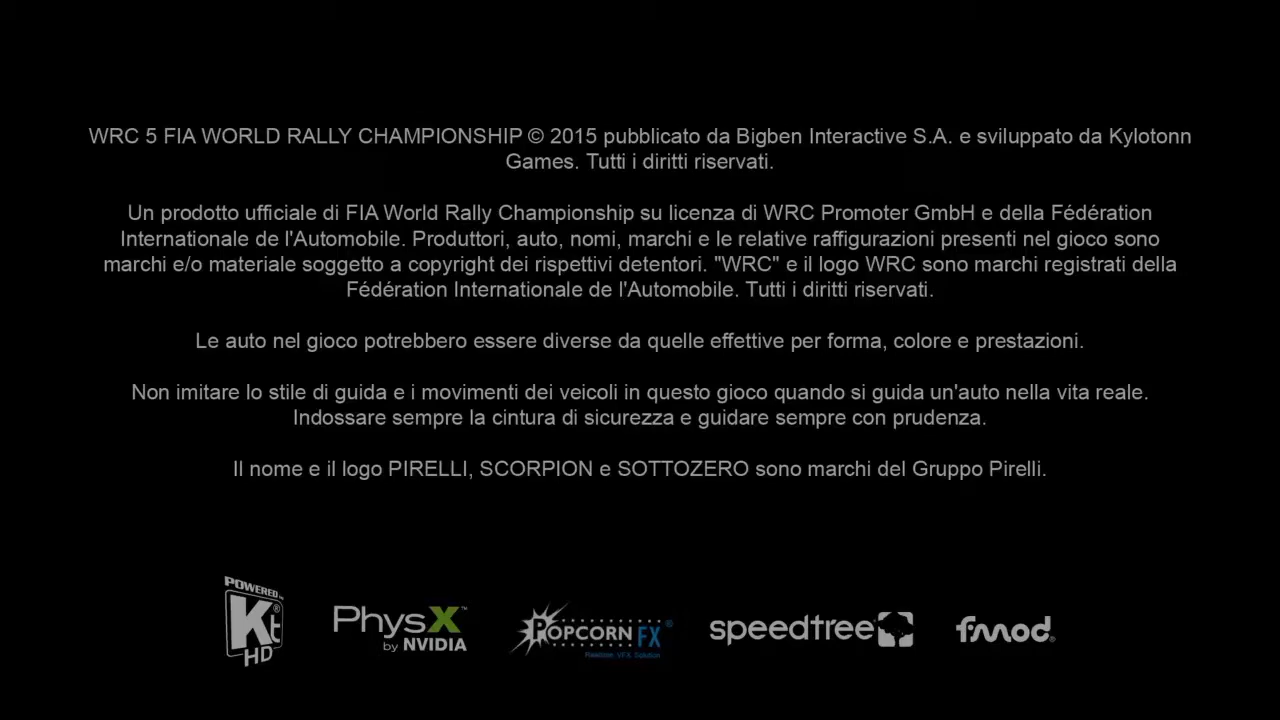 WRC 5 FIA WORLD RALLY CHAMPIONSHIP © 2015 pubblicato da Bigben Interactive S.A. e sviluppato da Kylotonn
Games. Tutti i diritti riservati.
Un prodotto ufficiale di FIA World Rally Championship su licenza di WRC Promoter GmbH e della Fédération
Internationale de l'Automobile. Produttori, auto, nomi, marchi e le relative raffigurazioni presenti nel gioco sono
marchi e/o materiale soggetto a copyright dei rispettivi detentori. "WRC" e il logo WRC sono marchi registrati della
Fédération Internationale de l'Automobile. Tutti i diritti riservati.
Le auto nel gioco potrebbero essere diverse da quelle effettive per forma, colore e prestazioni.
Non imitare lo stile di guida e i movimenti dei veicoli in questo gioco quando si guida un'auto nella vita reale.
Indossare sempre la cintura di sicurezza e guidare sempre con prudenza.
Il nome e il logo PIRELLI, SCORPION e SOTTOZERO sono marchi del Gruppo Pirelli.
POWERED
Kt®
HD
PhysX™
by NVIDIA
POPCORN FX®
Realtime VFX Solution
speedtree
fmod®